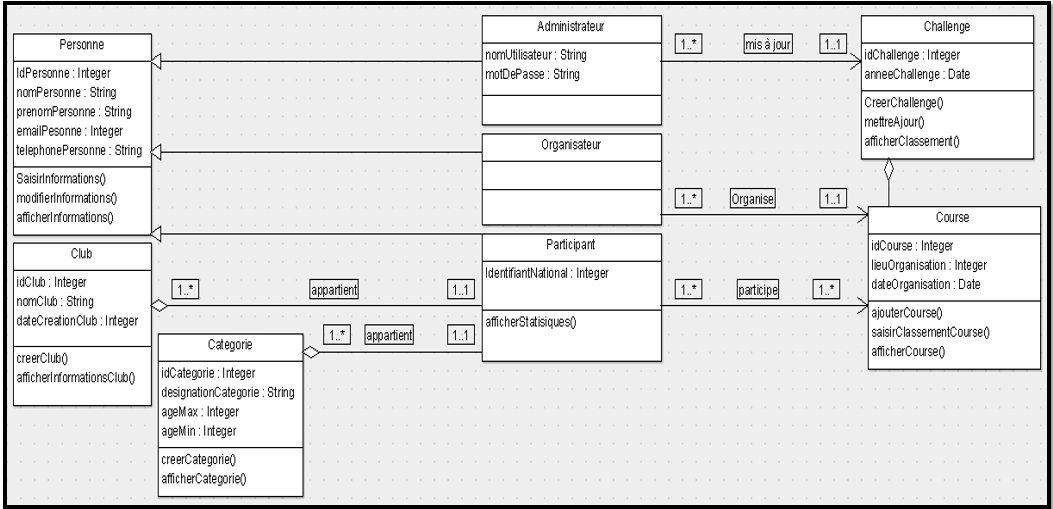 Personne
IdPersonne : Integer
nomPersonne : String
prenomPersonne : String
emailPesonne : Integer
telephonePersonne : String
SaisirInformations()
modifierInformations()
afficherInformations()
Club
idClub : Integer
nomClub : String
dateCreationClub : Integer
creerClub()
afficherInformationsClub()
Categorie
idCategorie : Integer
designationCategorie : String
ageMax : Integer
ageMin : Integer
creerCategorie()
afficherCategorie()
1..* appartient 1..1
1..* appartient 1..1
Administrateur
nomUtilisateur : String
motDePasse : String
Organisateur
Participant
IdentifiantNational : Integer
afficherStatisiques()
1..* mis à jour 1..1
1..* Organise 1..1
1..* participe 1..*
Challenge
idChallenge : Integer
anneeChallenge : Date
CreerChallenge()
mettreAjour()
afficherClassement()
Course
idCourse : Integer
lieuOrganisation : Integer
dateOrganisation : Date
ajouterCourse()
saisirClassementCourse()
afficherCourse()